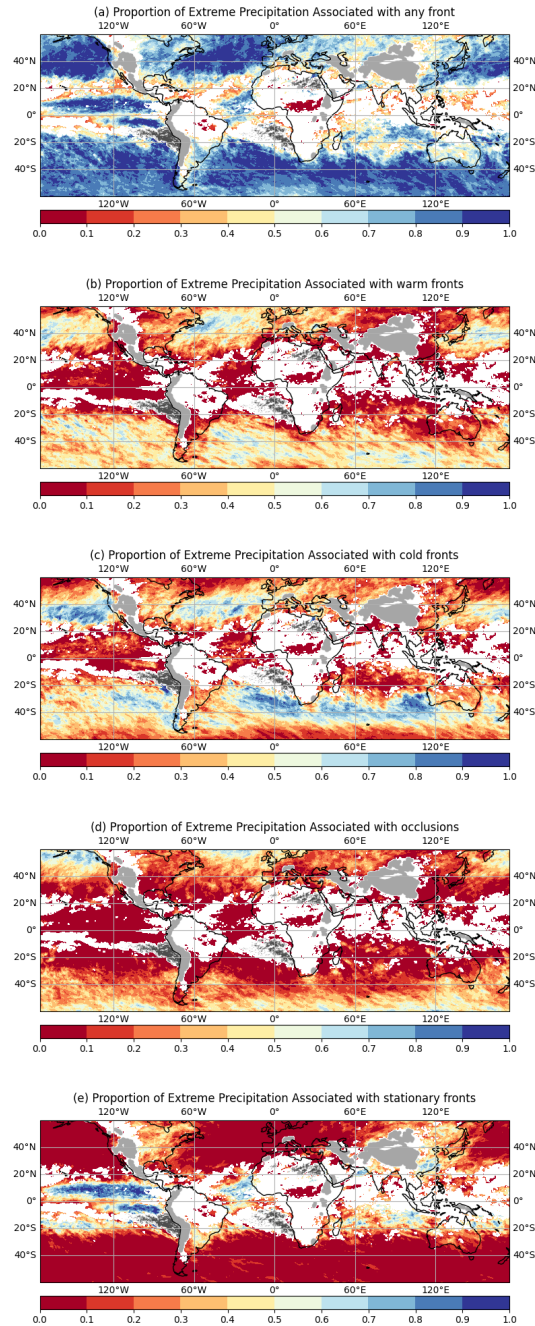 (a) Proportion of Extreme Precipitation Associated with any front
120°W 60°W 0° 60°E 120°E
40°N 40°N
20°N 20°N
0° 0°
20°S 20°S
40°S 40°S
120°W 60°W 0° 60°E 120°E
0.0 0.1 0.2 0.3 0.4 0.5 0.6 0.7 0.8 0.9 1.0
(b) Proportion of Extreme Precipitation Associated with warm fronts
120°W 60°W 0° 60°E 120°E
40°N 40°N
20°N 20°N
0° 0°
20°S 20°S
40°S 40°S
120°W 60°W 0° 60°E 120°E
0.0 0.1 0.2 0.3 0.4 0.5 0.6 0.7 0.8 0.9 1.0
(c) Proportion of Extreme Precipitation Associated with cold fronts
120°W 60°W 0° 60°E 120°E
40°N 40°N
20°N 20°N
0° 0°
20°S 20°S
40°S 40°S
120°W 60°W 0° 60°E 120°E
0.0 0.1 0.2 0.3 0.4 0.5 0.6 0.7 0.8 0.9 1.0
(d) Proportion of Extreme Precipitation Associated with occlusions
120°W 60°W 0° 60°E 120°E
40°N 40°N
20°N 20°N
0° 0°
20°S 20°S
40°S 40°S
120°W 60°W 0° 60°E 120°E
0.0 0.1 0.2 0.3 0.4 0.5 0.6 0.7 0.8 0.9 1.0
(e) Proportion of Extreme Precipitation Associated with stationary fronts
120°W 60°W 0° 60°E 120°E
40°N 40°N
20°N 20°N
0° 0°
20°S 20°S
40°S 40°S
120°W 60°W 0° 60°E 120°E
0.0 0.1 0.2 0.3 0.4 0.5 0.6 0.7 0.8 0.9 1.0